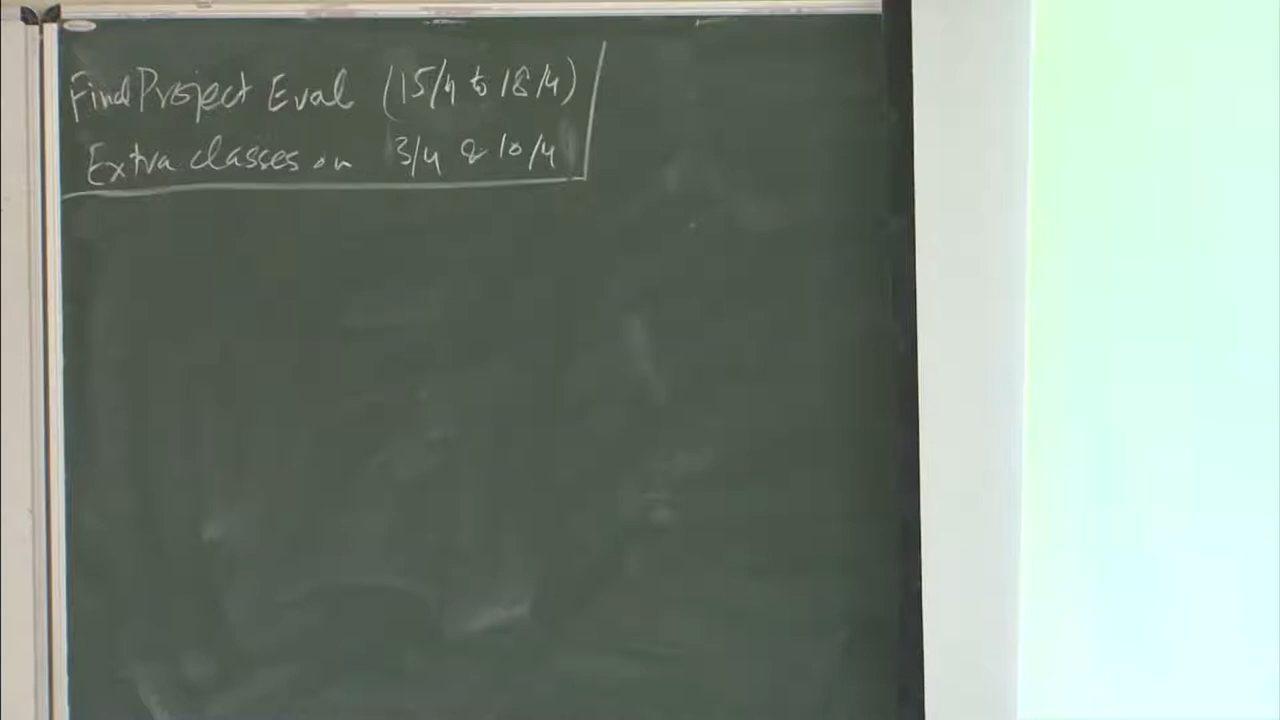 Final Project Eval (15/4 to 18/4)
Extra classes on 3/4 & 10/4